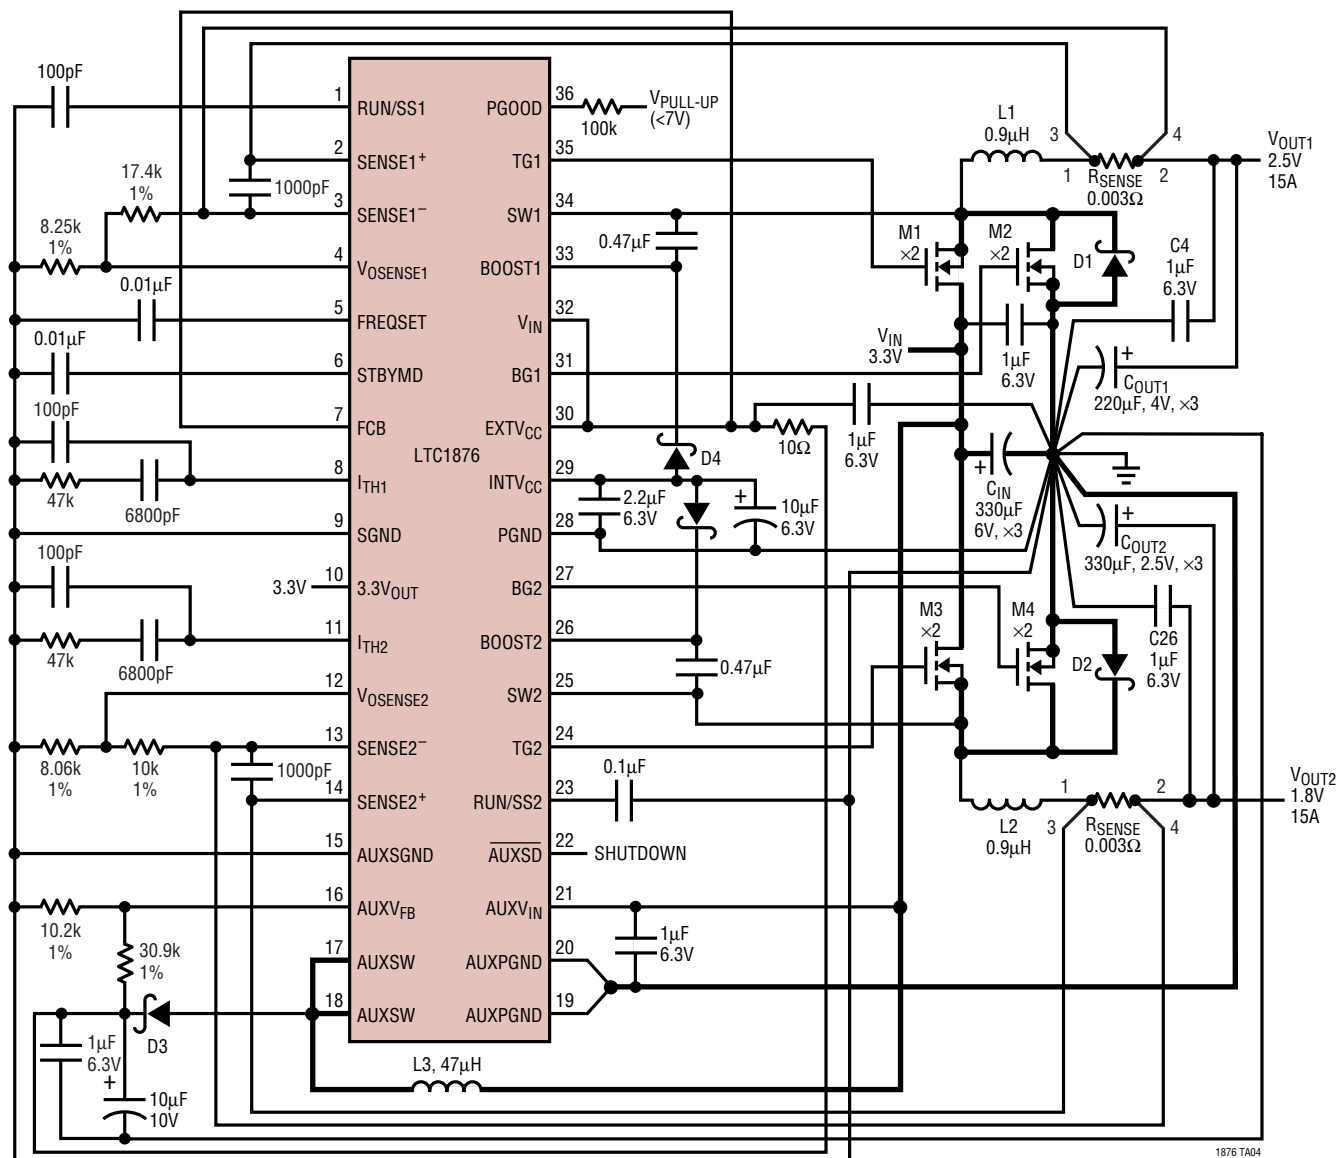 100pF
1
RUN/SS1
2
SENSE1+
17.4k
1%
1000pF
3
SENSE1–
8.25k
1%
4
VOSENSE1
0.01µF
5
FREQSET
0.01µF
6
STBYMD
100pF
7
FCB
8
ITH1
47k
6800pF
9
SGND
100pF
3.3V
10
3.3VOUT
11
ITH2
47k
6800pF
12
VOSENSE2
13
SENSE2–
8.06k
1%
10k
1%
1000pF
14
SENSE2+
15
AUXSGND
16
AUXVFB
10.2k
1%
30.9k
1%
17
AUXSW
18
AUXSW
D3
1µF
6.3V
+
10µF
10V
L3, 47µH
LTC1876
36
PGOOD
100k
VPULL-UP
(<7V)
35
TG1
34
SW1
0.47µF
33
BOOST1
32
VIN
31
BG1
30
EXTVCC
10Ω
1µF
6.3V
D4
29
INTVCC
2.2µF
6.3V
+
10µF
6.3V
28
PGND
27
BG2
26
BOOST2
0.47µF
25
SW2
24
TG2
0.1µF
23
RUN/SS2
22
AUXSD
SHUTDOWN
21
AUXVIN
1µF
6.3V
20
AUXPGND
19
AUXPGND
L1
0.9µH
3
4
1
2
RSENSE
0.003Ω
VOUT1
2.5V
15A
M1
×2
M2
×2
D1
C4
1µF
6.3V
VIN
3.3V
1µF
6.3V
+
COUT1
220µF, 4V, ×3
+
CIN
330µF
6V, ×3
+
COUT2
330µF, 2.5V, ×3
M3
×2
M4
×2
D2
C26
1µF
6.3V
L2
0.9µH
1
2
3
4
RSENSE
0.003Ω
VOUT2
1.8V
15A
1876 TA04